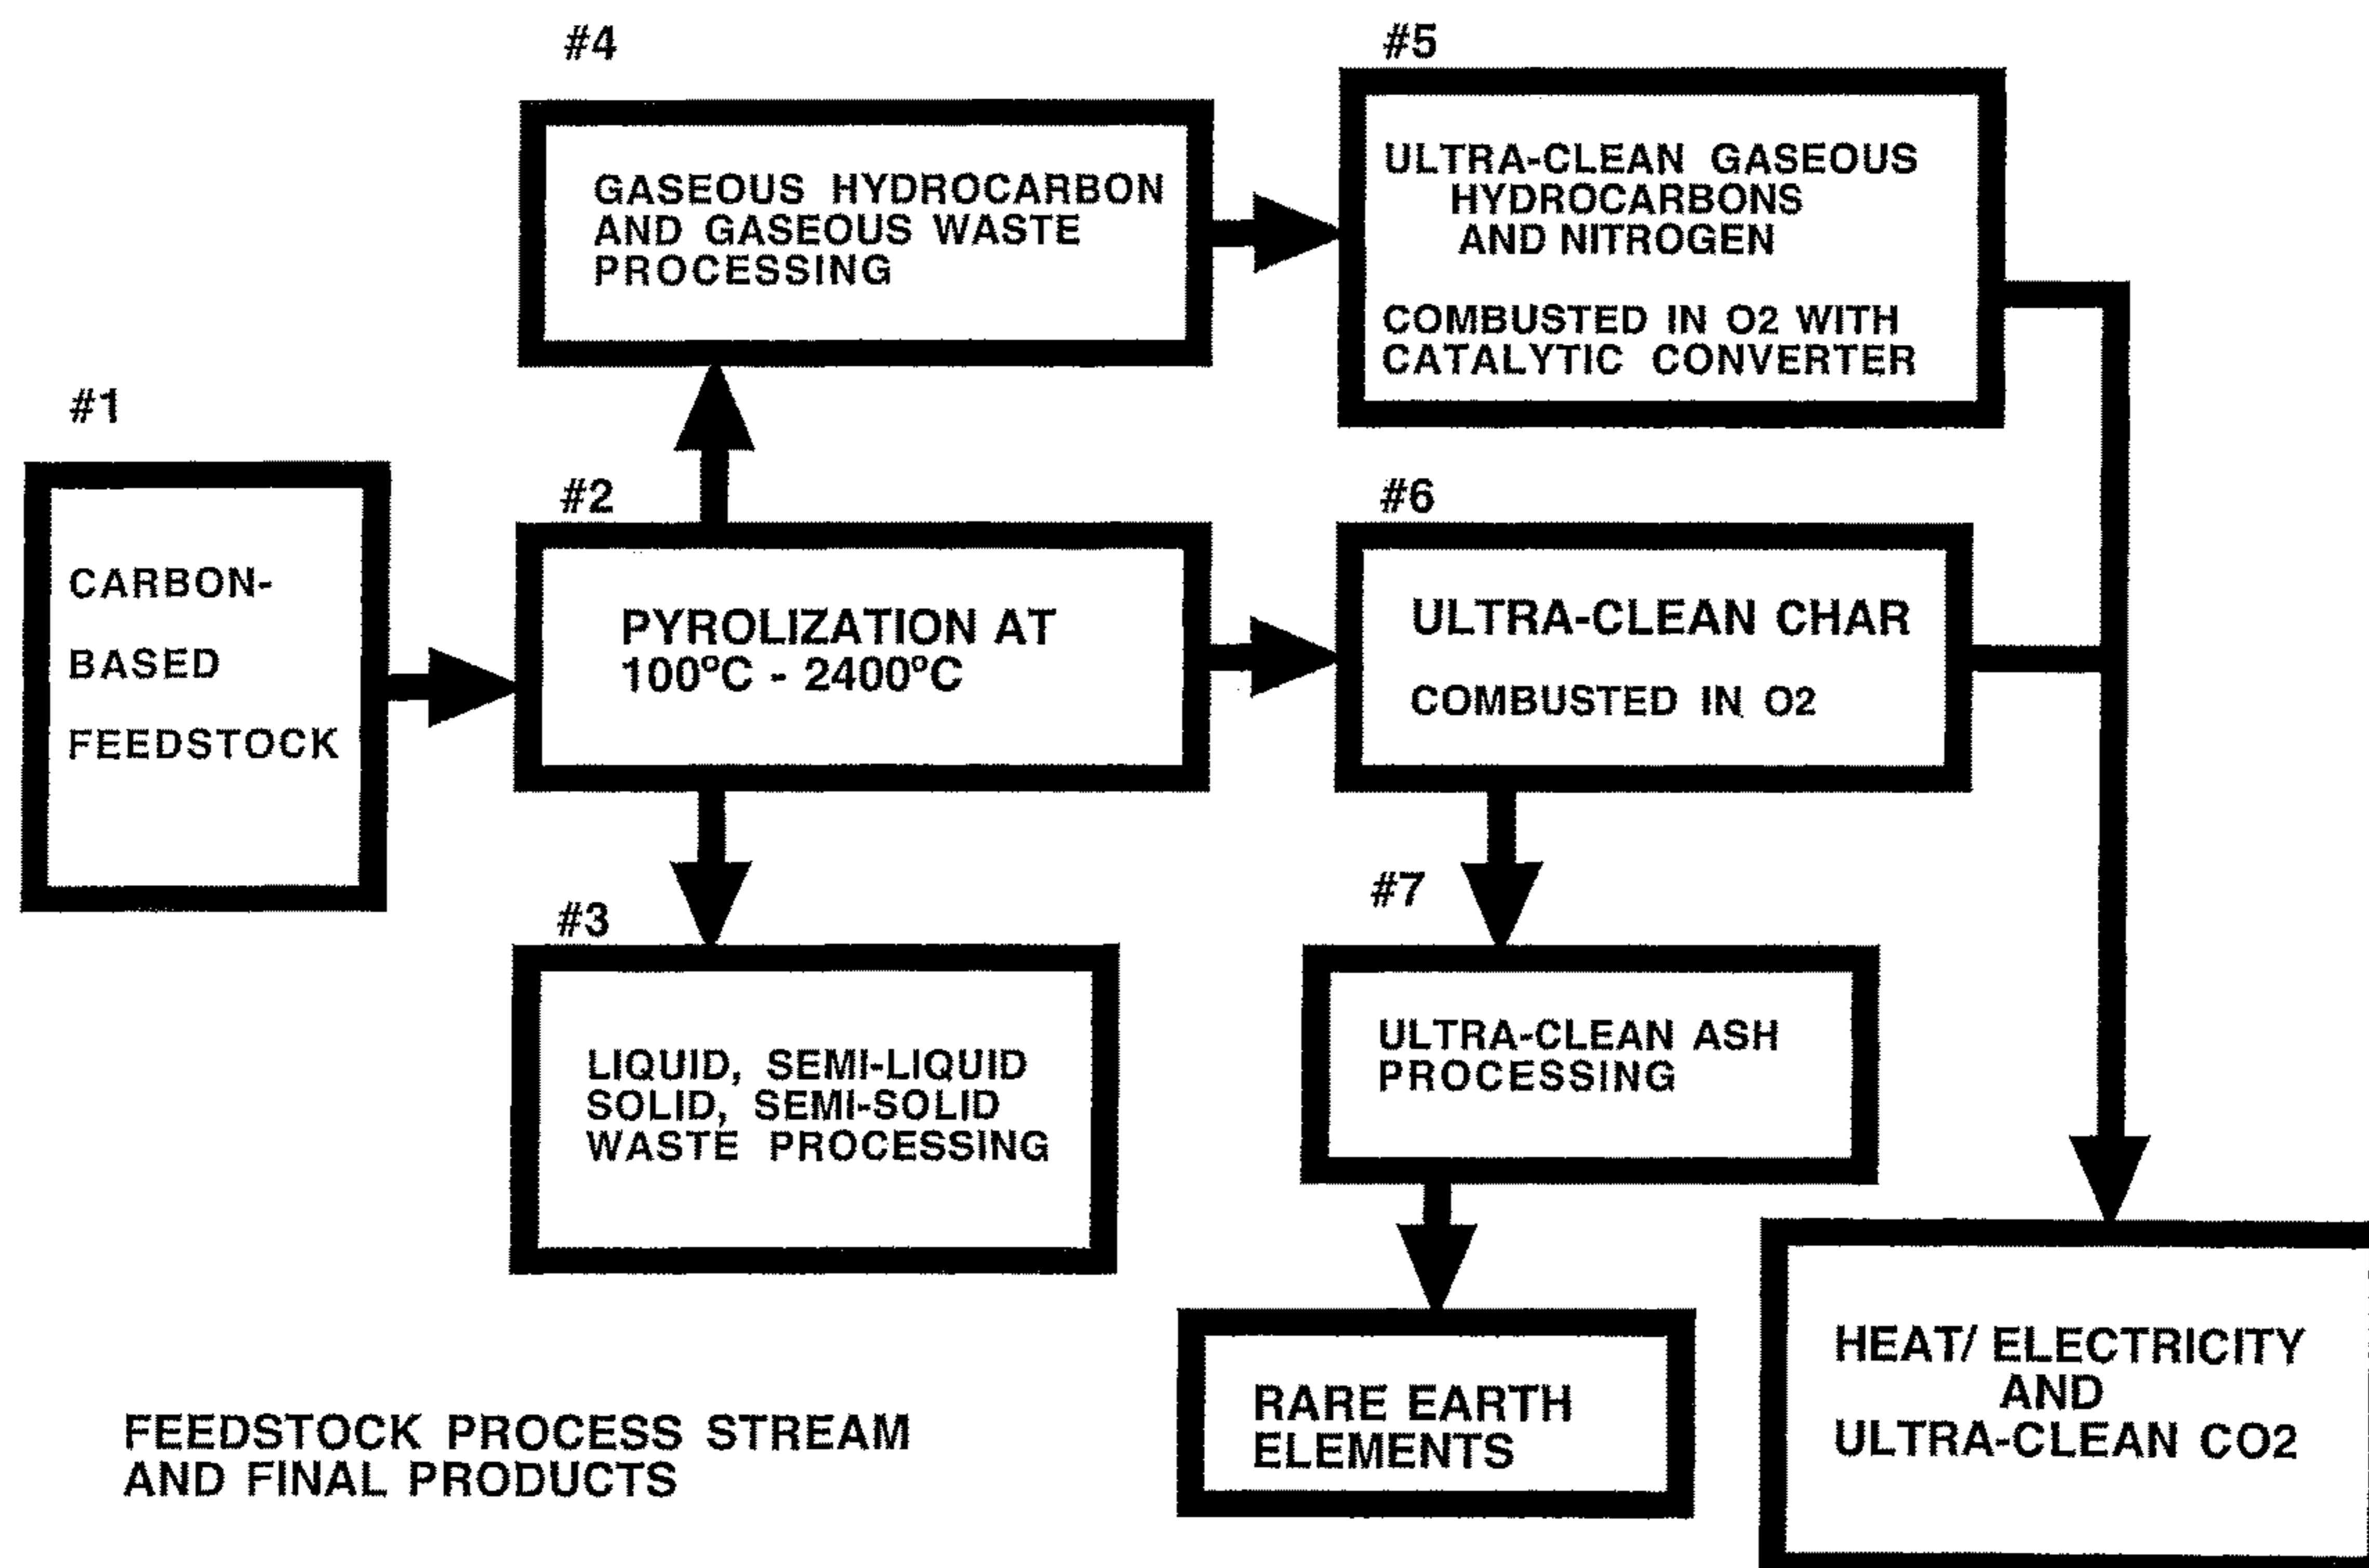 #4
GASEOUS HYDROCARBON
AND GASEOUS WASTE
PROCESSING
#5
ULTRA-CLEAN GASEOUS
HYDROCARBONS
AND NITROGEN
COMBUSTED IN O2 WITH
CATALYTIC CONVERTER
#1
CARBON-
BASED
FEEDSTOCK
#2
PYROLIZATION AT
100ºC - 2400ºC
#6
ULTRA-CLEAN CHAR
COMBUSTED IN O2
#3
LIQUID, SEMI-LIQUID
SOLID, SEMI-SOLID
WASTE PROCESSING
#7
ULTRA-CLEAN ASH
PROCESSING
RARE EARTH
ELEMENTS
HEAT/ ELECTRICITY
AND
ULTRA-CLEAN CO2
FEEDSTOCK PROCESS STREAM
AND FINAL PRODUCTS